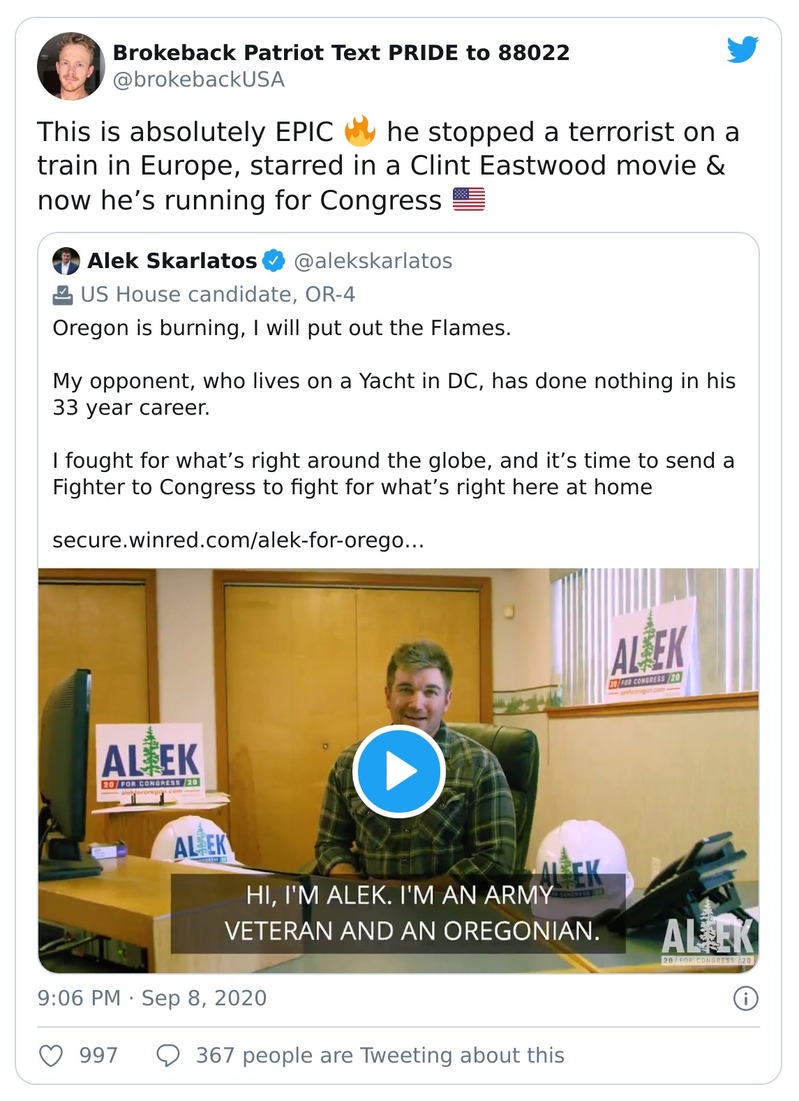 Brokeback Patriot Text PRIDE to 88022
@brokebackUSA
This is absolutely EPIC 🔥 he stopped a terrorist on a
train in Europe, starred in a Clint Eastwood movie &
now he’s running for Congress 🇺🇸
Alek Skarlatos @alekskarlatos
US House candidate, OR-4
Oregon is burning, I will put out the Flames.
My opponent, who lives on a Yacht in DC, has done nothing in his
33 year career.
I fought for what’s right around the globe, and it’s time to send a
Fighter to Congress to fight for what’s right here at home
secure.winred.com/alek-for-orego…
ALEK
20 FOR CONGRESS 20
ALEK
20 FOR CONGRESS 20
ALEK
ALEK
HI, I'M ALEK. I'M AN ARMY
VETERAN AND AN OREGONIAN.
ALEK
20 FOR CONGRESS 20
9:06 PM · Sep 8, 2020
997
367 people are Tweeting about this